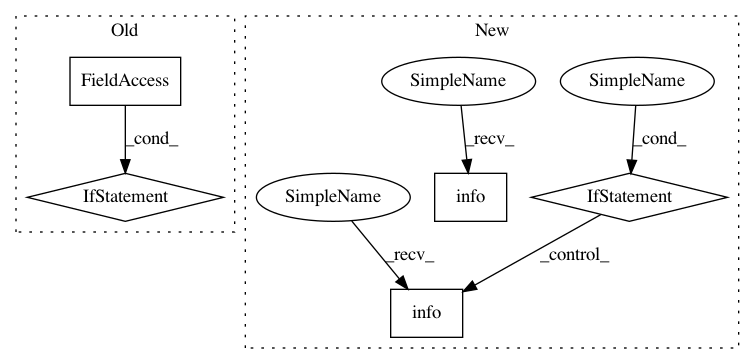 Old
New
FieldAccess
SimpleName
SimpleName
_cond_
_recv_
_cond_
IfStatement
SimpleName
info
IfStatement
_recv_
_control_
info